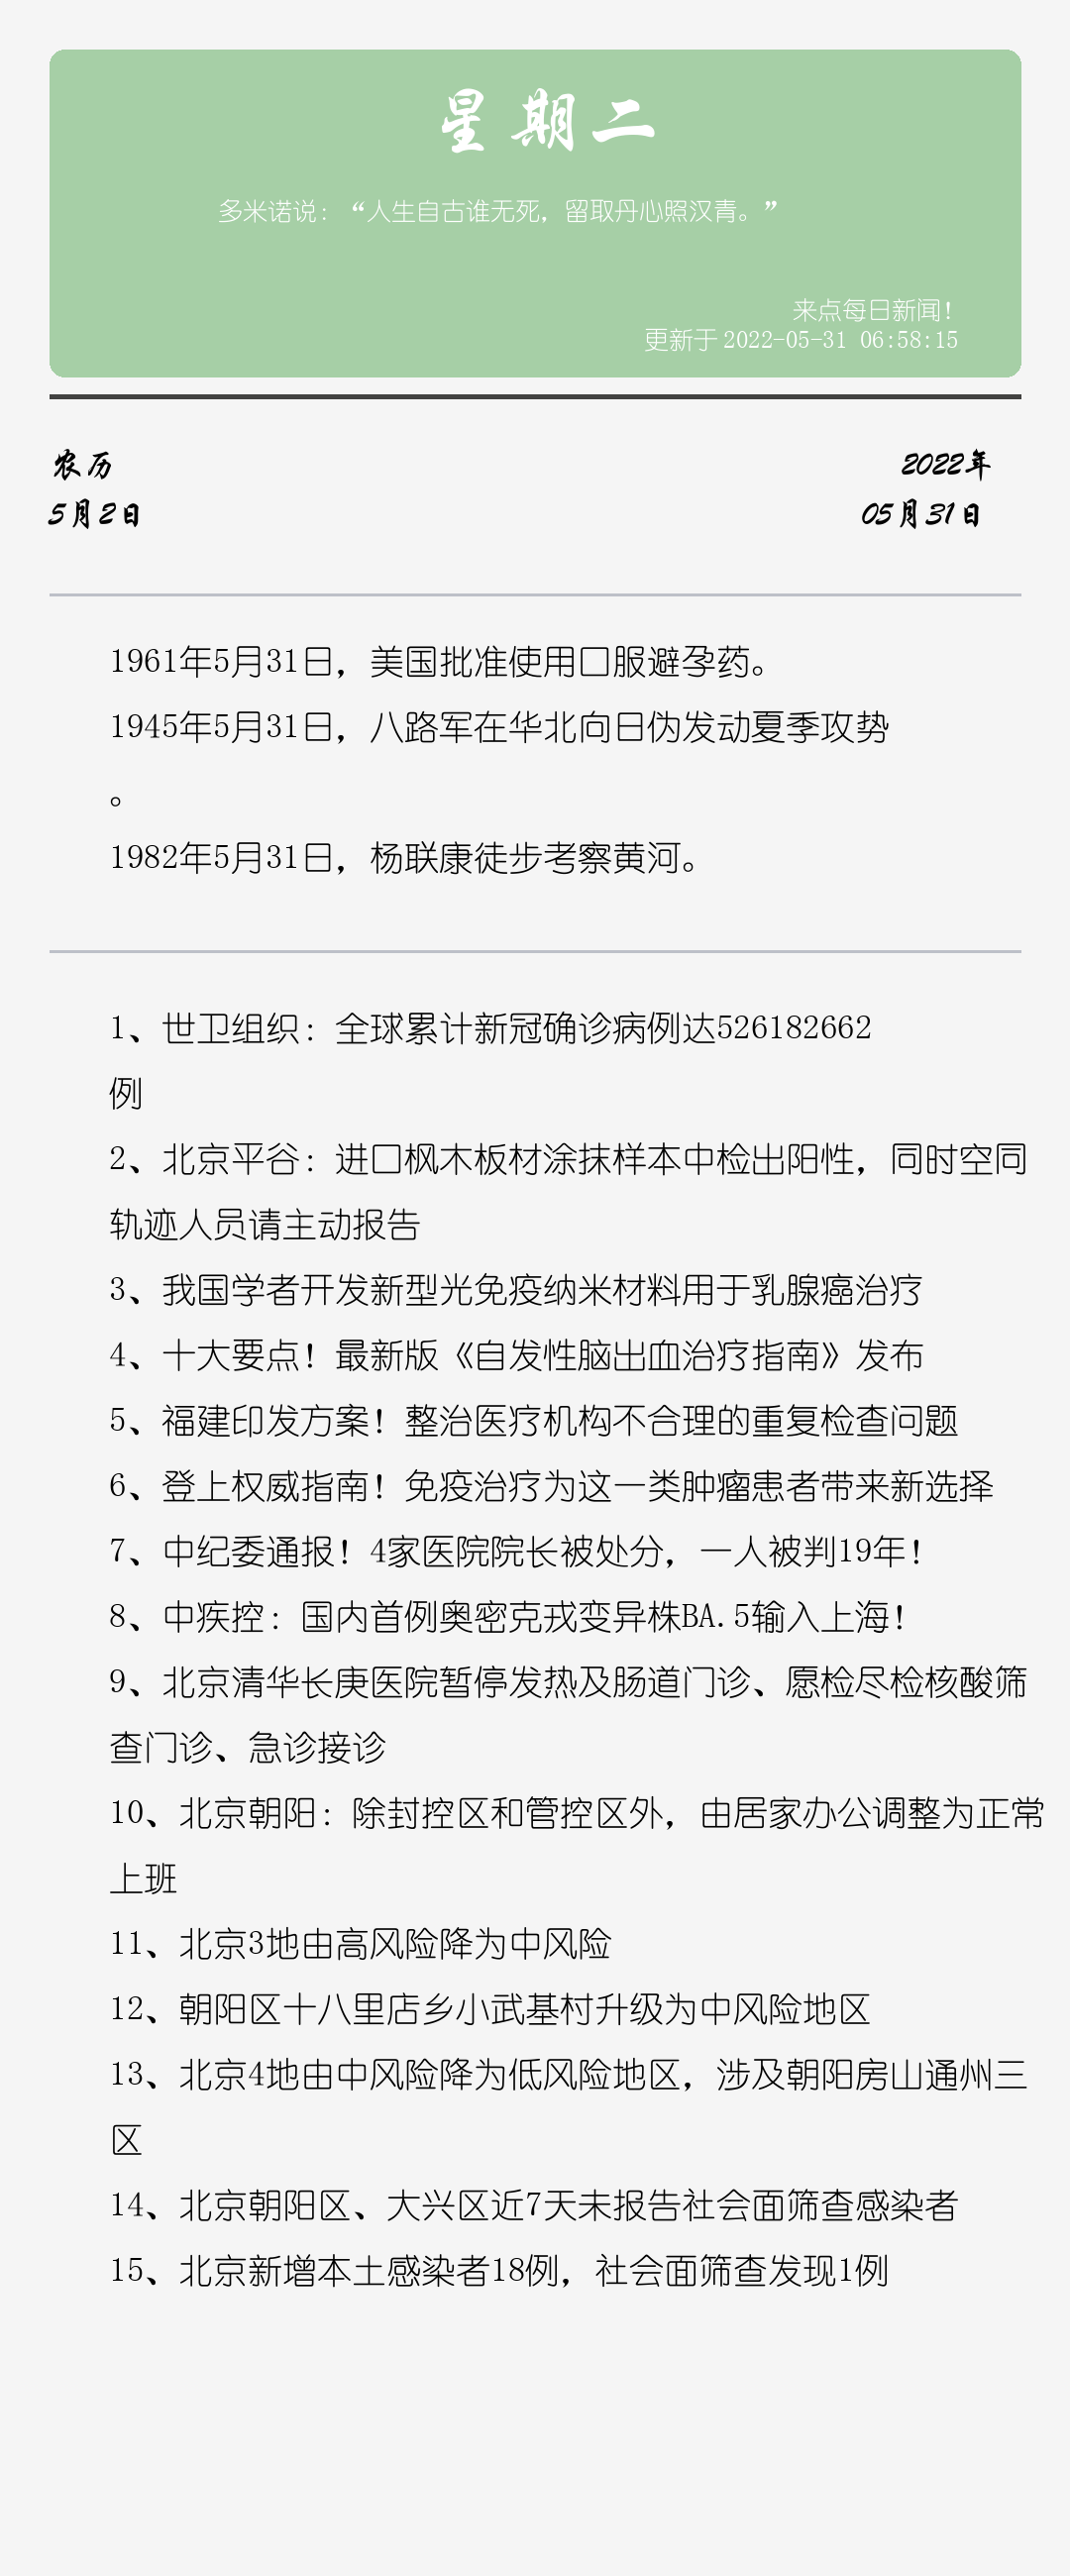 星期二
多米诺说：“人生自古谁无死，留取丹心照汉青。”
来点每日新闻！
更新于 2022-05-31 06:58:15
农历
2022年
5月2日
05月31日
1961年5月31日，美国批准使用口服避孕药。
1945年5月31日，八路军在华北向日伪发动夏季攻势
。
1982年5月31日，杨联康徒步考察黄河。
1、世卫组织：全球累计新冠确诊病例达526182662
例
2、北京平谷：进口枫木板材涂抹样本中检出阳性，同时空同
轨迹人员请主动报告
3、我国学者开发新型光免疫纳米材料用于乳腺癌治疗
4、十大要点！最新版《自发性脑出血治疗指南》发布
5、福建印发方案！整治医疗机构不合理的重复检查问题
6、登上权威指南！免疫治疗为这一类肿瘤患者带来新选择
7、中纪委通报！4家医院院长被处分，一人被判19年！
8、中疾控：国内首例奥密克戎变异株BA.5输入上海！
9、北京清华长庚医院暂停发热及肠道门诊、愿检尽检核酸筛
查门诊、急诊接诊
10、北京朝阳：除封控区和管控区外，由居家办公调整为正常
上班
11、北京3地由高风险降为中风险
12、朝阳区十八里店乡小武基村升级为中风险地区
13、北京4地由中风险降为低风险地区，涉及朝阳房山通州三
区
14、北京朝阳区、大兴区近7天未报告社会面筛查感染者
15、北京新增本土感染者18例，社会面筛查发现1例